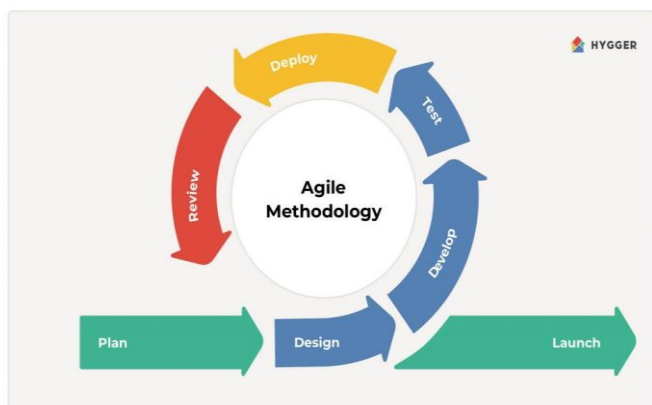 HYGGER
Deploy
Test
Review
Agile
Methodology
Develop
Plan
Design
Launch